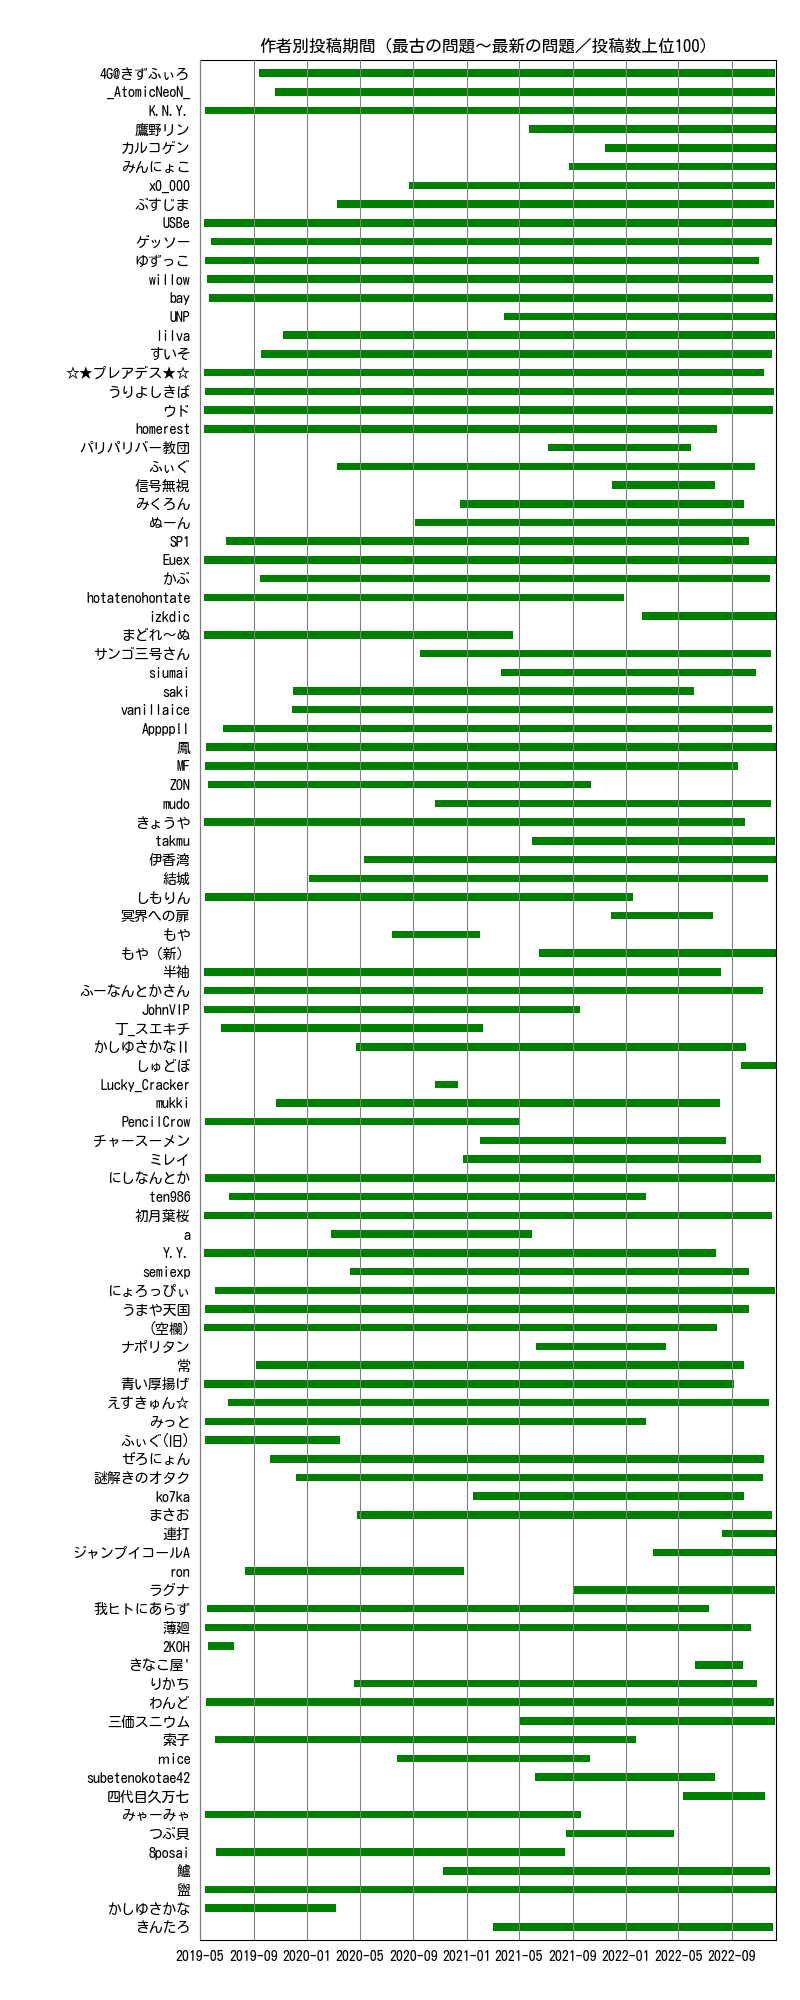 作者別投稿期間（最古の問題～最新の問題／投稿数上位100）
4G@きずふぃろ
_AtomicNeoN_
K.N.Y.
鷹野リン
カルコゲン
みんにょこ
x0_000
ぶすじま
USBe
ゲッソー
ゆずっこ
willow
bay
UNP
lilva
すいそ
☆★プレアデス★☆
うりよしきば
ウド
homerest
パリパリバー教団
ふぃぐ
信号無視
みくろん
ぬーん
SP1
Euex
かぶ
hotatenohontate
izkdic
まどれ～ぬ
サンゴ三号さん
siumai
saki
vanillaice
Appppll
鳳
MF
ZON
mudo
きょうや
takmu
伊香湾
結城
しもりん
冥界への扉
もや
もや（新）
半袖
ふーなんとかさん
JohnVIP
丁_スエキチ
かしゆさかなII
しゅどぼ
Lucky_Cracker
mukki
PencilCrow
チャースーメン
ミレイ
にしなんとか
ten986
初月葉桜
a
Y.Y.
semiexp
にょろっぴぃ
うまや天国
(空欄)
ナポリタン
常
青い厚揚げ
えすきゅん☆
みっと
ふぃぐ(旧)
ぜろにょん
謎解きのオタク
ko7ka
まさお
連打
ジャンプイコールA
ron
ラグナ
我ヒトにあらず
薄廻
2KOH
きなこ屋'
りかち
わんど
三価スニウム
索子
mice
subetenokotae42
四代目久万七
みゃーみゃ
つぶ貝
8posai
鱸
盥
かしゆさかな
きんたろ
2019-05 2019-09 2020-01 2020-05 2020-09 2021-01 2021-05 2021-09 2022-01 2022-05 2022-09